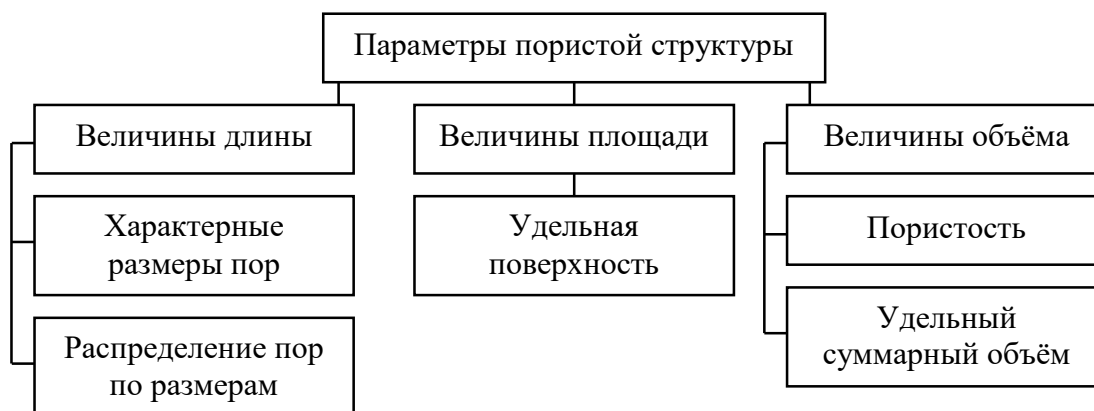 Параметры пористой структуры
Величины длины
Величины площади
Величины объёма
Характерные
размеры пор
Удельная
поверхность
Пористость
Распределение пор
по размерам
Удельный
суммарный объём